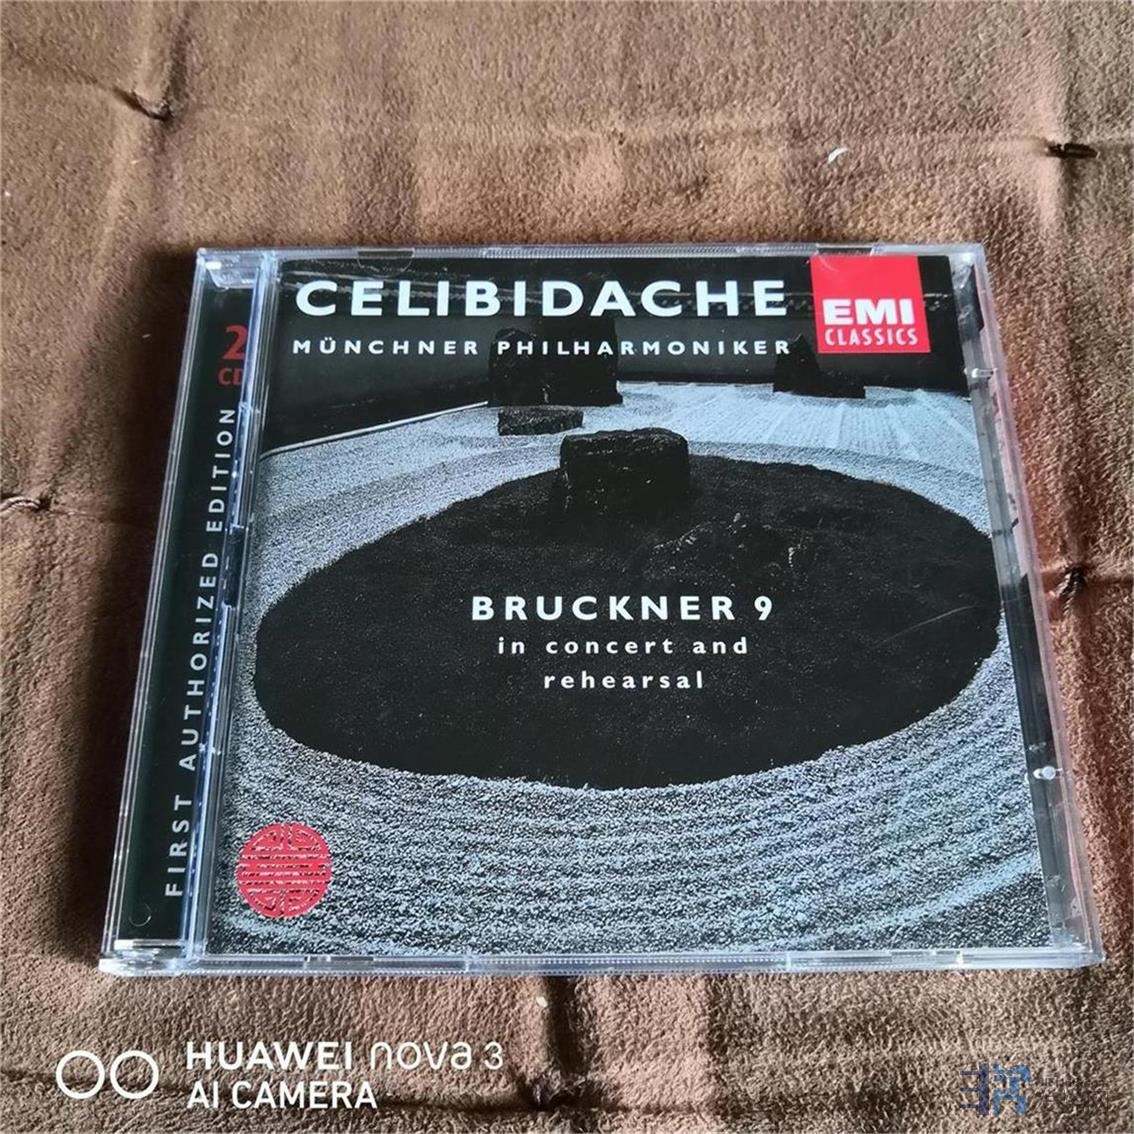 CELIBIDACHE
MÜNCHNER PHILHARMONIKER
EMI
CLASSICS
2
CD
FIRST AUTHORIZED EDITION
BRUCKNER 9
in concert and
rehearsal
HUAWEI nova 3
AI CAMERA